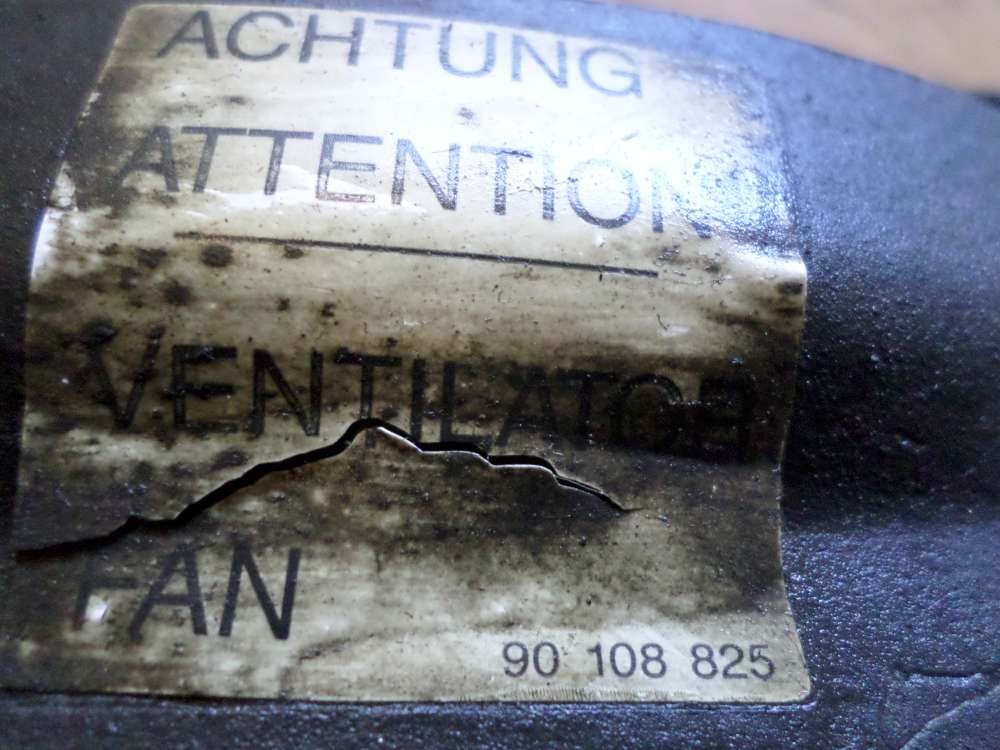 ACHTUNG
ATTENTION
VENTILATOR
FAN
90 108 825